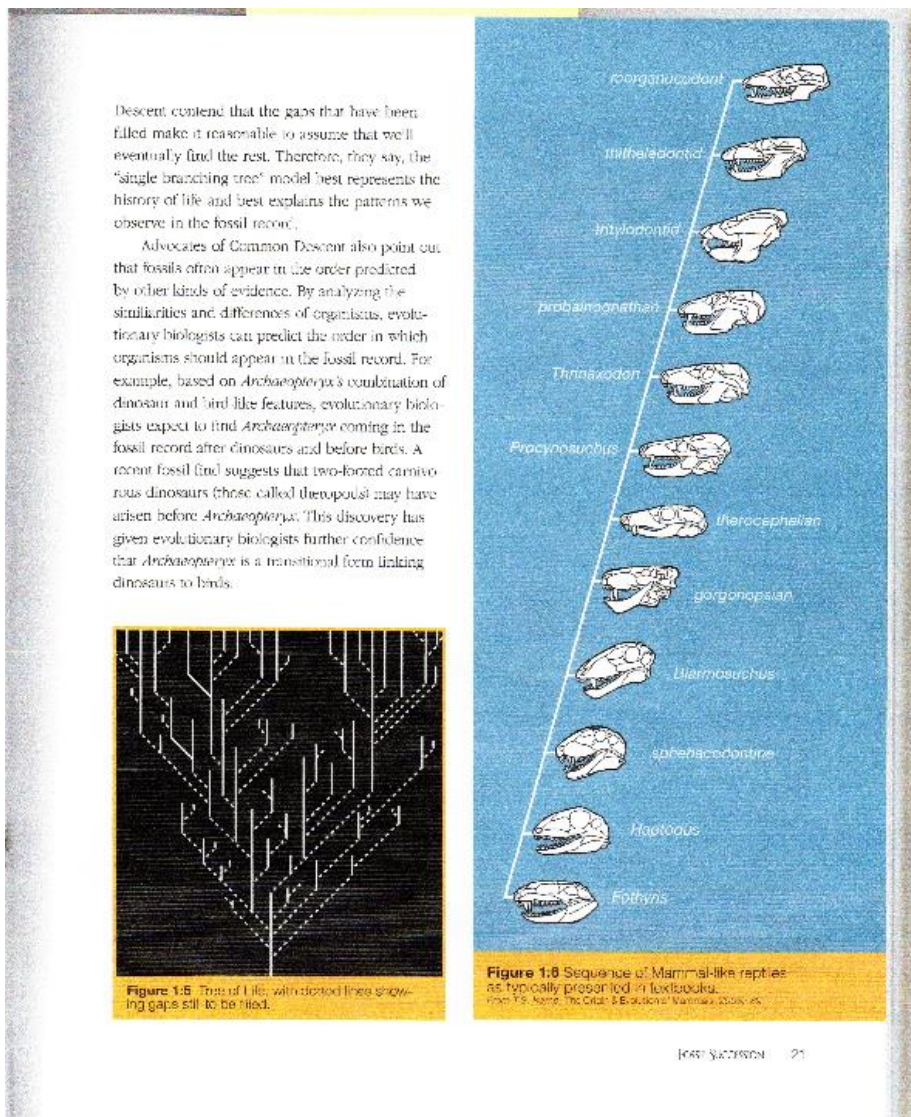 Descent contend that the gaps that have been
filled make it reasonable to assume that we'll
eventually find the rest. Therefore, they say, the
"single branching tree" model best represents the
history of life and best explains the patterns we
observe in the fossil record.
Advocates of Common Descent also point out
that fossils often appear in the order predicted
by other kinds of evidence. By analyzing the
similarities and differences of organisms, evolu-
tionary biologists can predict the order in which
organisms should appear in the fossil record. For
example, based on Archaeopteryx's combination of
dinosaur and bird-like features, evolutionary biolo-
gists expect to find Archaeopteryx coming in the
fossil record after dinosaurs and before birds. A
recent fossil find suggests that two-footed carnivo-
rous dinosaurs (those called theropods) may have
arisen before Archaeopteryx. This discovery has
given evolutionary biologists further confidence
that Archaeopteryx is a transitional form linking
dinosaurs to birds.
Figure 1:5 Tree of Life, with dotted lines show-
ing gaps still to be filled.
tritheledontid
probainognathan
Thrinaxodon
Procynosuchus
therocephalian
gorgonopsian
Biarmosuchus
sphenacodontine
Haptodus
Eothyris
Figure 1:6 Sequence of Mammal-like reptiles
as typically presented in textbooks.
From T.S. Kemp, The Origin & Evolution of Mammals
FOSSIL SUCCESSION 21